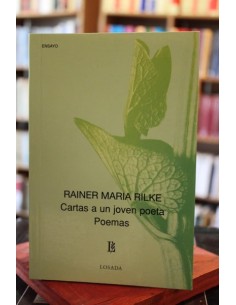 ENSAYO
RAINER MARIA RILKE
Cartas a un joven poeta
Poemas
LOSADA